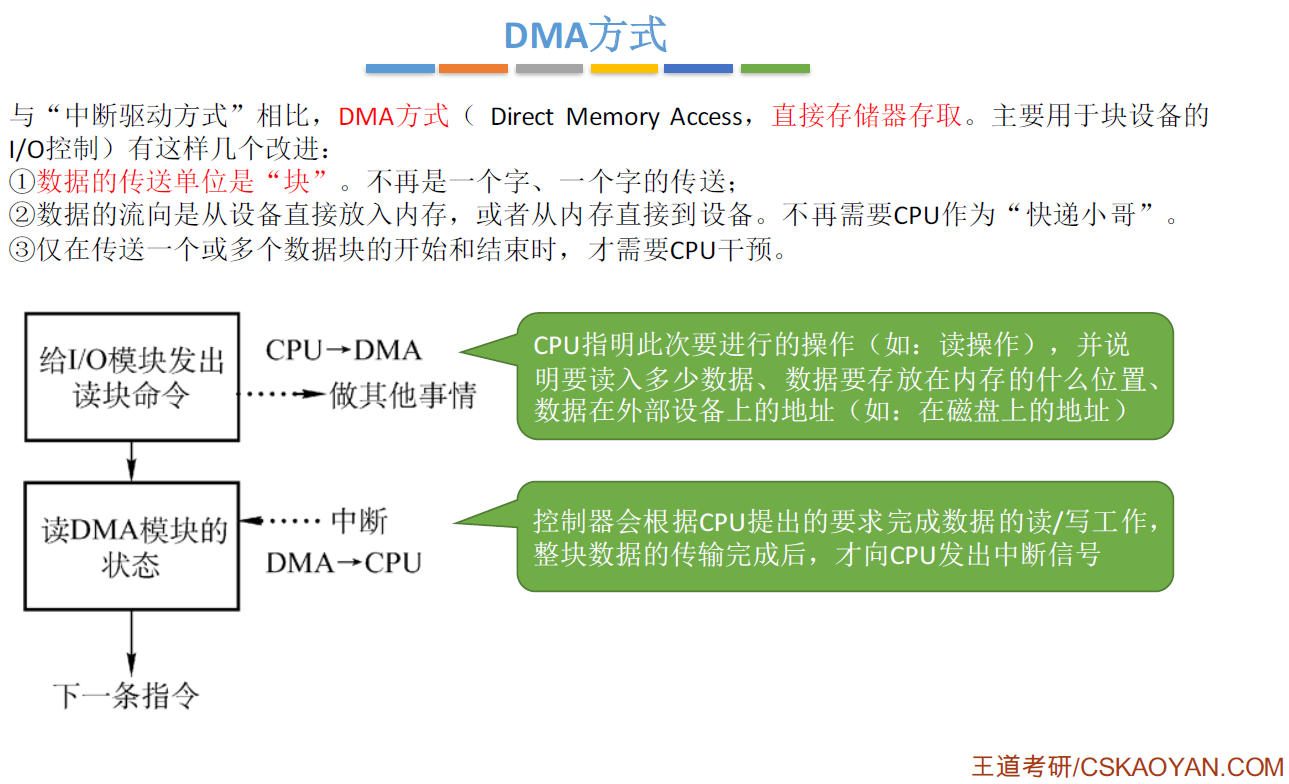 DMA方式
与“中断驱动方式”相比，DMA方式（ Direct Memory Access，直接存储器存取。主要用于块设备的
I/O控制）有这样几个改进：
①数据的传送单位是“块”。不再是一个字、一个字的传送；
②数据的流向是从设备直接放入内存，或者从内存直接到设备。不再需要CPU作为“快递小哥”。
③仅在传送一个或多个数据块的开始和结束时，才需要CPU干预。
给I/O模块发出
读块命令
CPU→DMA
做其他事情
CPU指明此次要进行的操作（如：读操作），并说
明要读入多少数据、数据要存放在内存的什么位置、
数据在外部设备上的地址（如：在磁盘上的地址）
读DMA模块的
状态
中断
DMA→CPU
控制器会根据CPU提出的要求完成数据的读/写工作，
整块数据的传输完成后，才向CPU发出中断信号
下一条指令
王道考研/CSKAOYAN.COM